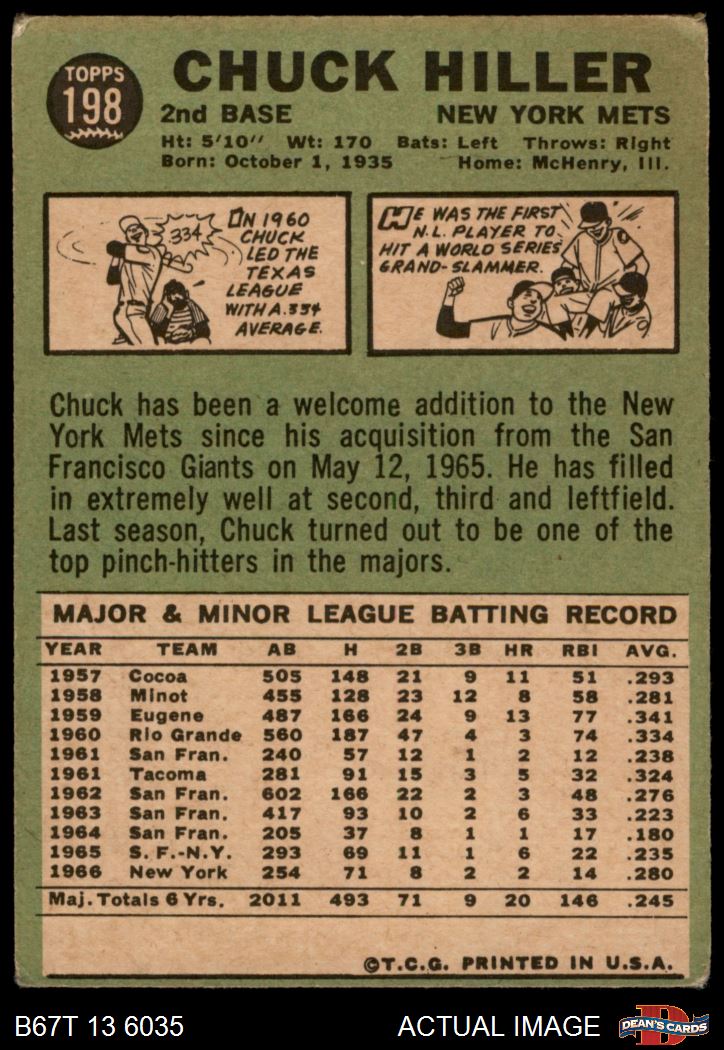 TOPPS
198
CHUCK HILLER
2nd BASE NEW YORK METS
Ht: 5'10'' Wt: 170 Bats: Left Throws: Right
Born: October 1, 1935 Home: McHenry, Ill.
.334
IN 1960
CHUCK
LED THE
TEXAS
LEAGUE
WITH A .334
AVERAGE.
HE WAS THE FIRST
N.L. PLAYER TO
HIT A WORLD SERIES
GRAND-SLAMMER.
Chuck has been a welcome addition to the New
York Mets since his acquisition from the San
Francisco Giants on May 12, 1965. He has filled
in extremely well at second, third and leftfield.
Last season, Chuck turned out to be one of the
top pinch-hitters in the majors.
MAJOR & MINOR LEAGUE BATTING RECORD
YEAR TEAM AB H 2B 3B HR RBI AVG.
1957 Cocoa 505 148 21 9 11 51 .293
1958 Minot 455 128 23 12 8 58 .281
1959 Eugene 487 166 24 9 13 77 .341
1960 Rio Grande 560 187 47 4 3 74 .334
1961 San Fran. 240 57 12 1 2 12 .238
1961 Tacoma 281 91 15 3 5 32 .324
1962 San Fran. 602 166 22 2 3 48 .276
1963 San Fran. 417 93 10 2 6 33 .223
1964 San Fran. 205 37 8 1 1 17 .180
1965 S. F.-N.Y. 293 69 11 1 6 22 .235
1966 New York 254 71 8 2 2 14 .280
Maj. Totals 6 Yrs. 2011 493 71 9 20 146 .245
©T.C.G. PRINTED IN U.S.A.
B67T 13 6035 ACTUAL IMAGE D DEAN'S CARDS